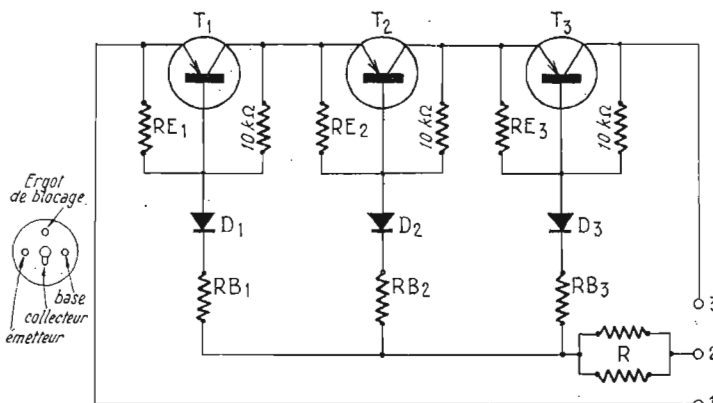 T1
T2
T3
RE1
10 kΩ
RE2
10 kΩ
RE3
10 kΩ
Ergot
de blocage
D1
D2
D3
base
collecteur
émetteur
RB1
RB2
RB3
R
3
2
1